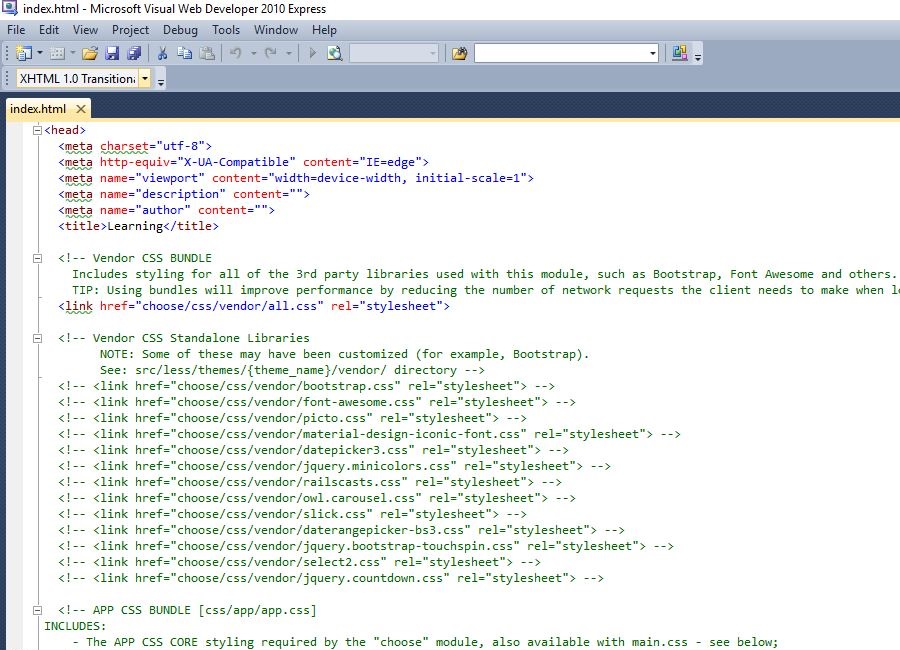 index.html - Microsoft Visual Web Developer 2010 Express
File Edit View Project Debug Tools Window Help
XHTML 1.0 Transition
index.html
<head>
<meta charset="utf-8">
<meta http-equiv="X-UA-Compatible" content="IE=edge">
<meta name="viewport" content="width=device-width, initial-scale=1">
<meta name="description" content="">
<meta name="author" content="">
<title>Learning</title>
<!-- Vendor CSS BUNDLE
Includes styling for all of the 3rd party libraries used with this module, such as Bootstrap, Font Awesome and others.
TIP: Using bundles will improve performance by reducing the number of network requests the client needs to make when
<link href="choose/css/vendor/all.css" rel="stylesheet">
<!-- Vendor CSS Standalone Libraries
NOTE: Some of these may have been customized (for example, Bootstrap).
See: src/less/themes/{theme_name}/vendor/ directory -->
<!-- <link href="choose/css/vendor/bootstrap.css" rel="stylesheet"> -->
<!-- <link href="choose/css/vendor/font-awesome.css" rel="stylesheet"> -->
<!-- <link href="choose/css/vendor/picto.css" rel="stylesheet"> -->
<!-- <link href="choose/css/vendor/material-design-iconic-font.css" rel="stylesheet"> -->
<!-- <link href="choose/css/vendor/datepicker3.css" rel="stylesheet"> -->
<!-- <link href="choose/css/vendor/jquery.minicolors.css" rel="stylesheet"> -->
<!-- <link href="choose/css/vendor/railscasts.css" rel="stylesheet"> -->
<!-- <link href="choose/css/vendor/owl.carousel.css" rel="stylesheet"> -->
<!-- <link href="choose/css/vendor/slick.css" rel="stylesheet"> -->
<!-- <link href="choose/css/vendor/daterangepicker-bs3.css" rel="stylesheet"> -->
<!-- <link href="choose/css/vendor/jquery.bootstrap-touchspin.css" rel="stylesheet"> -->
<!-- <link href="choose/css/vendor/select2.css" rel="stylesheet"> -->
<!-- <link href="choose/css/vendor/jquery.countdown.css" rel="stylesheet"> -->
<!-- APP CSS BUNDLE [css/app/app.css]
INCLUDES:
- The APP CSS CORE styling required by the "choose" module, also available with main.css - see below;